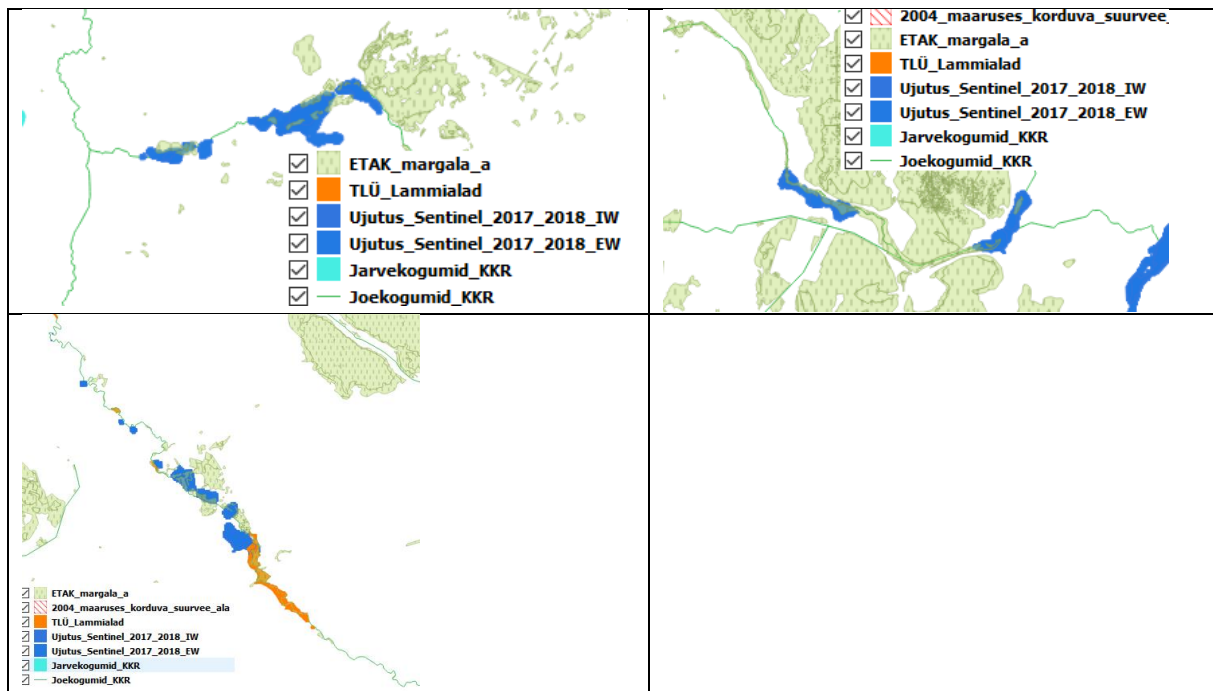 ETAK_margala_a
TLÜ_Lammialad
Ujutus_Sentinel_2017_2018_IW
Ujutus_Sentinel_2017_2018_EW
Jarvekogumid_KKR
Joekogumid_KKR
2004_maaruses_korduva_suurvee_
ETAK_margala_a
TLÜ_Lammialad
Ujutus_Sentinel_2017_2018_IW
Ujutus_Sentinel_2017_2018_EW
Jarvekogumid_KKR
Joekogumid_KKR
ETAK_margala_a
2004_maaruses_korduva_suurvee_ala
TLÜ_Lammialad
Ujutus_Sentinel_2017_2018_IW
Ujutus_Sentinel_2017_2018_EW
Jarvekogumid_KKR
Joekogumid_KKR